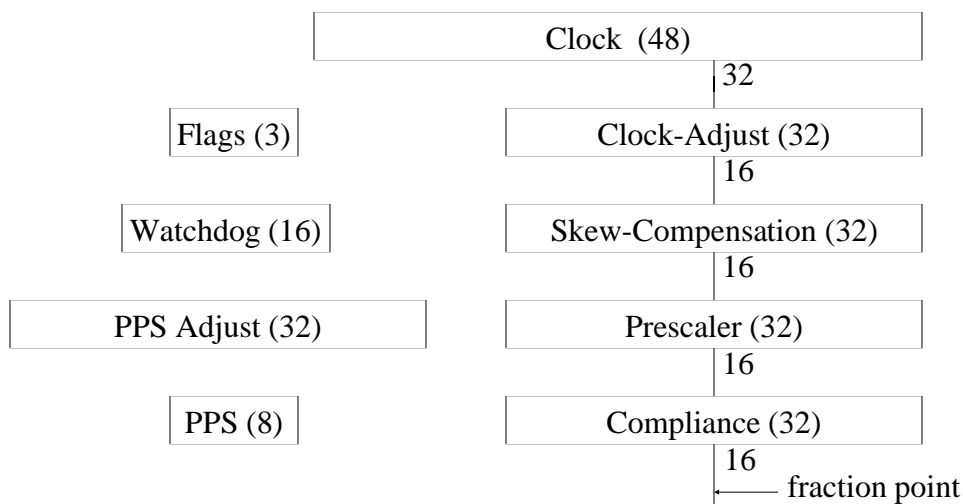 Clock (48)
32
Flags (3)
Clock-Adjust (32)
16
Watchdog (16)
Skew-Compensation (32)
16
PPS Adjust (32)
Prescaler (32)
16
PPS (8)
Compliance (32)
16
fraction point